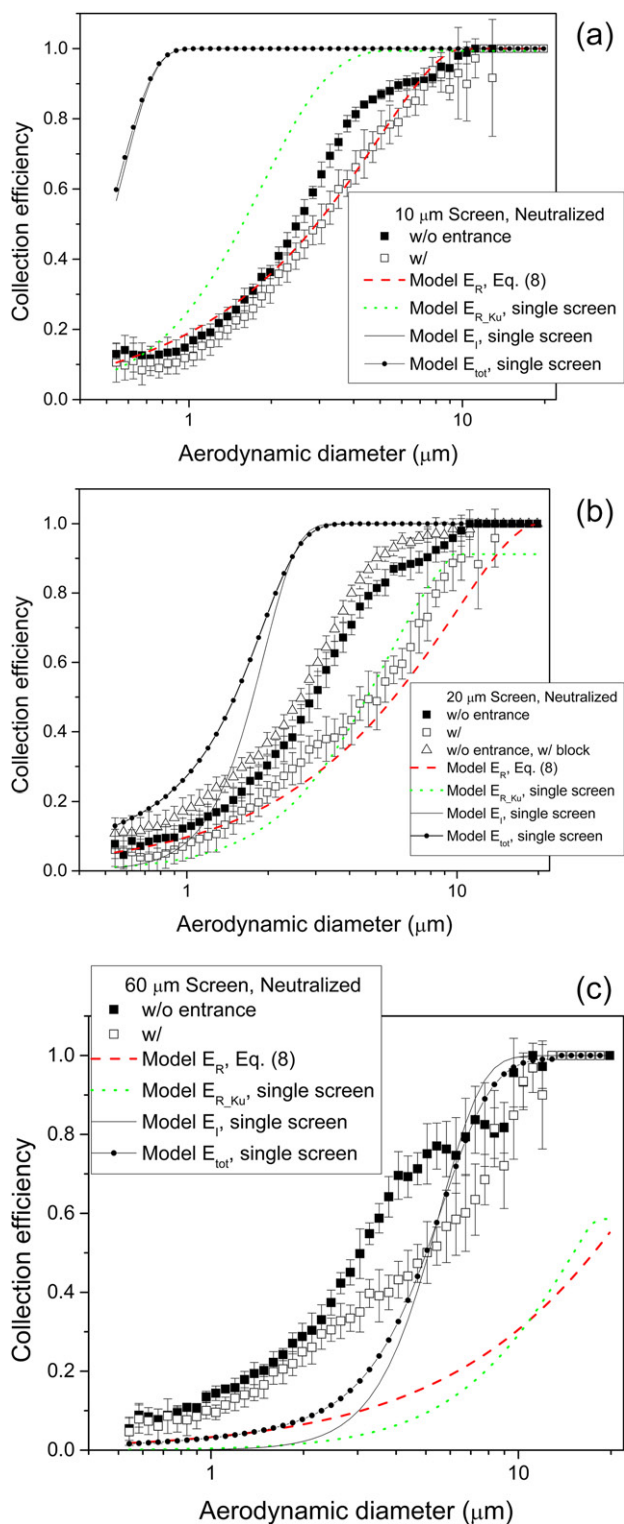 (a)
1.0
0.8
0.6
0.4
0.2
0.0
Collection efficiency
10 μm Screen, Neutralized
w/o entrance
w/
Model E_R, Eq. (8)
Model E_R_Ku, single screen
Model E_I, single screen
Model E_tot, single screen
1
10
Aerodynamic diameter (μm)
(b)
1.0
0.8
0.6
0.4
0.2
0.0
Collection efficiency
20 μm Screen, Neutralized
w/o entrance
w/
w/o entrance, w/ block
Model E_R, Eq. (8)
Model E_R_Ku, single screen
Model E_I, single screen
Model E_tot, single screen
1
10
Aerodynamic diameter (μm)
60 μm Screen, Neutralized
w/o entrance
w/
Model E_R, Eq. (8)
Model E_R_Ku, single screen
Model E_I, single screen
Model E_tot, single screen
(c)
1.0
0.8
0.6
0.4
0.2
0.0
Collection efficiency
1
10
Aerodynamic diameter (μm)